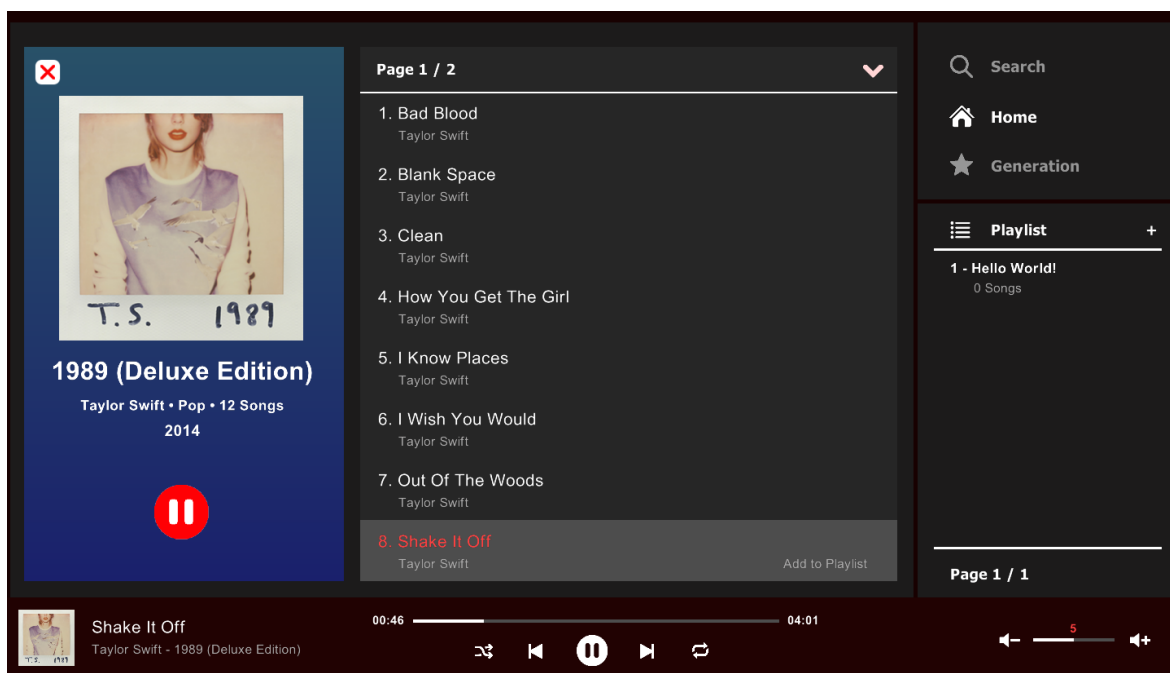 T.S. 1989
1989 (Deluxe Edition)
Taylor Swift • Pop • 12 Songs
2014
Page 1 / 2
1. Bad Blood
Taylor Swift
2. Blank Space
Taylor Swift
3. Clean
Taylor Swift
4. How You Get The Girl
Taylor Swift
5. I Know Places
Taylor Swift
6. I Wish You Would
Taylor Swift
7. Out Of The Woods
Taylor Swift
8. Shake It Off
Taylor Swift Add to Playlist
Search
Home
Generation
Playlist +
1 - Hello World!
0 Songs
Page 1 / 1
T.S. 1989
Shake It Off
Taylor Swift - 1989 (Deluxe Edition)
00:46 04:01
5